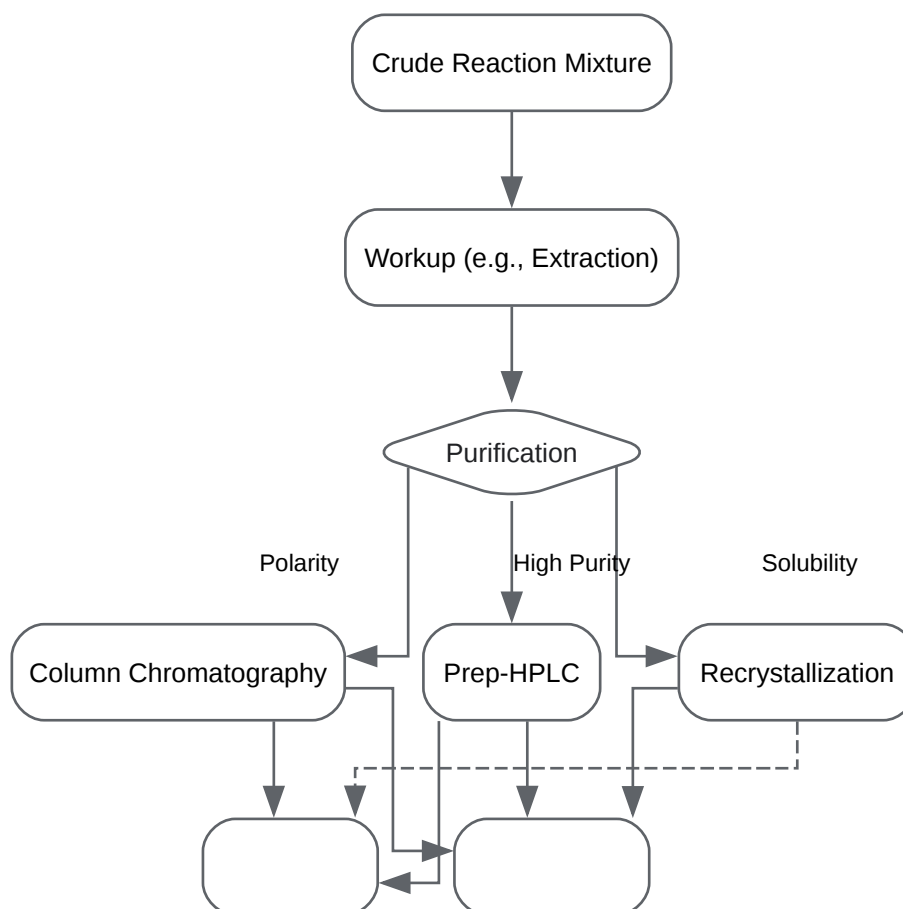 Crude Reaction Mixture
Workup (e.g., Extraction)
Purification
Polarity
High Purity
Solubility
Column Chromatography
Prep-HPLC
Recrystallization